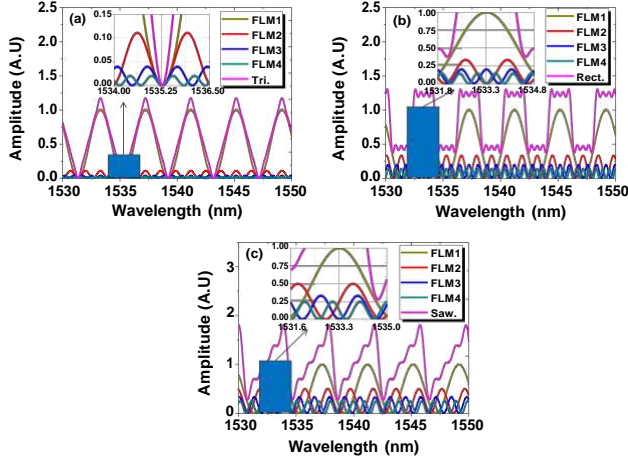 (a)
2.5
2.0
1.5
1.0
0.5
0.0
Amplitude (A.U)
0.15
0.10
0.05
0.00
1534.00 1535.25 1536.50
FLM1
FLM2
FLM3
FLM4
Tri.
1530 1535 1540 1545 1550
Wavelength (nm)
(b)
2.5
2.0
1.5
1.0
0.5
0.0
Amplitude (A.U)
1.00
0.75
0.50
0.25
0.00
1531.8 1533.3 1534.8
FLM1
FLM2
FLM3
FLM4
Rect.
1530 1535 1540 1545 1550
Wavelength (nm)
(c)
3
2
1
0
Amplitude (A.U)
1.00
0.75
0.50
0.25
0.00
1531.6 1533.3 1535.0
FLM1
FLM2
FLM3
FLM4
Saw.
1530 1535 1540 1545 1550
Wavelength (nm)